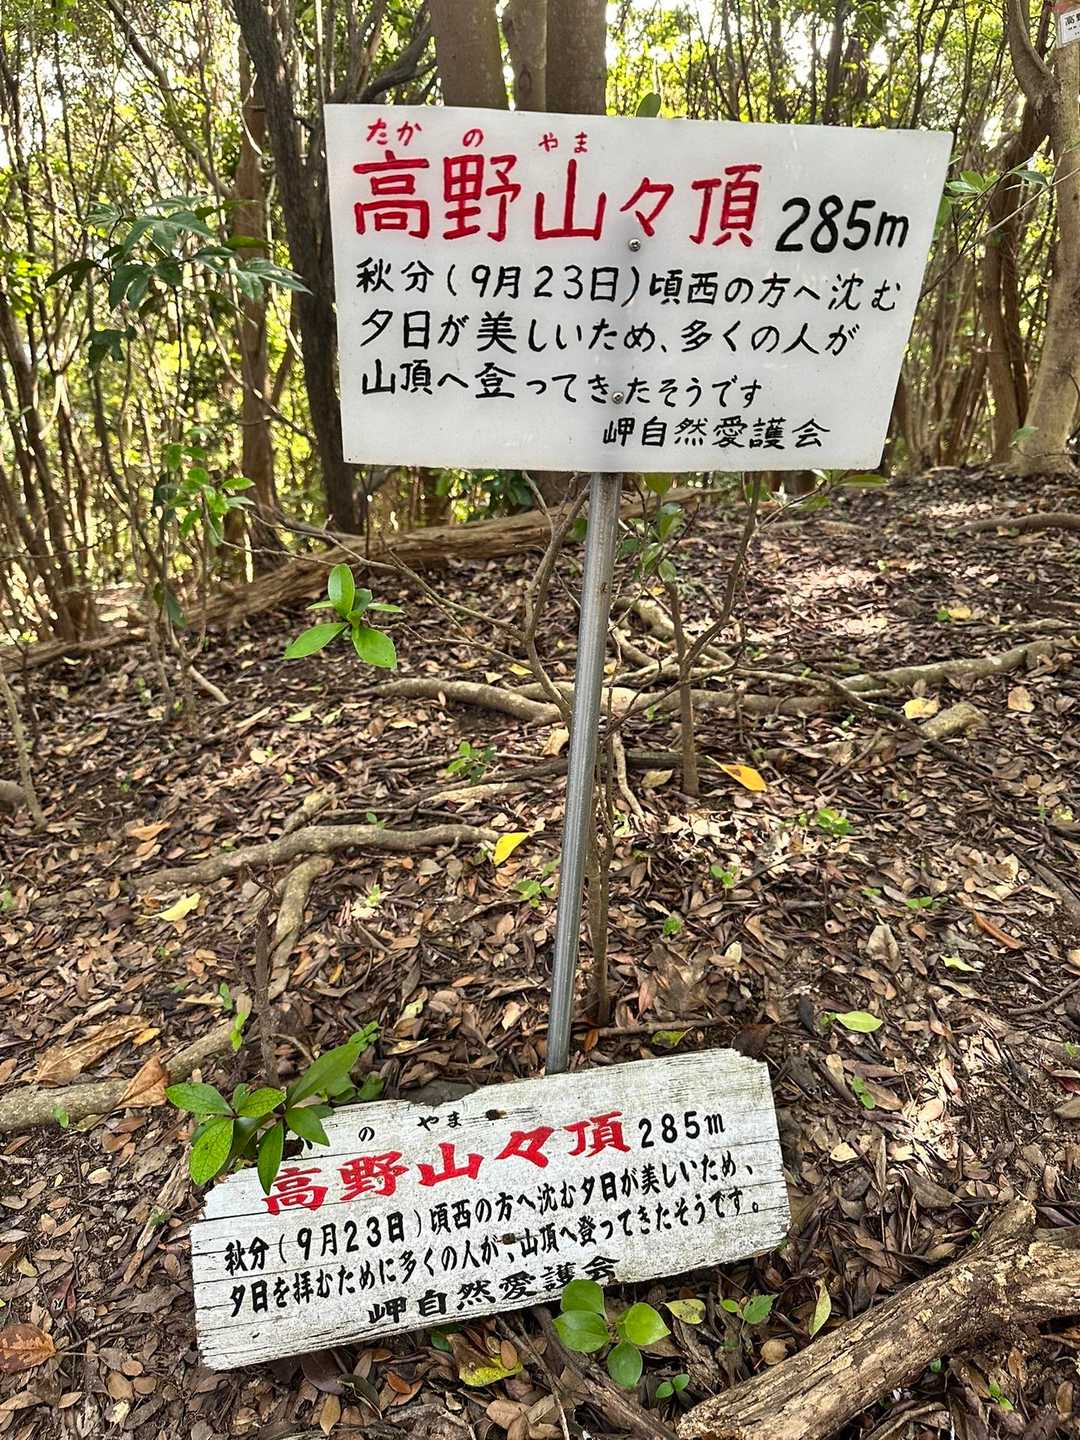 たかのやま
高野山々頂 285m
秋分(9月23日)頃西の方へ沈む
夕日が美しいため、多くの人が
山頂へ登ってきたそうです
岬自然愛護会
のやま
高野山々頂 285m
秋分(9月23日)頃西の方へ沈む夕日が美しいため、
夕日を拝むために多くの人が、山頂へ登ってきたそうです。
岬自然愛護会